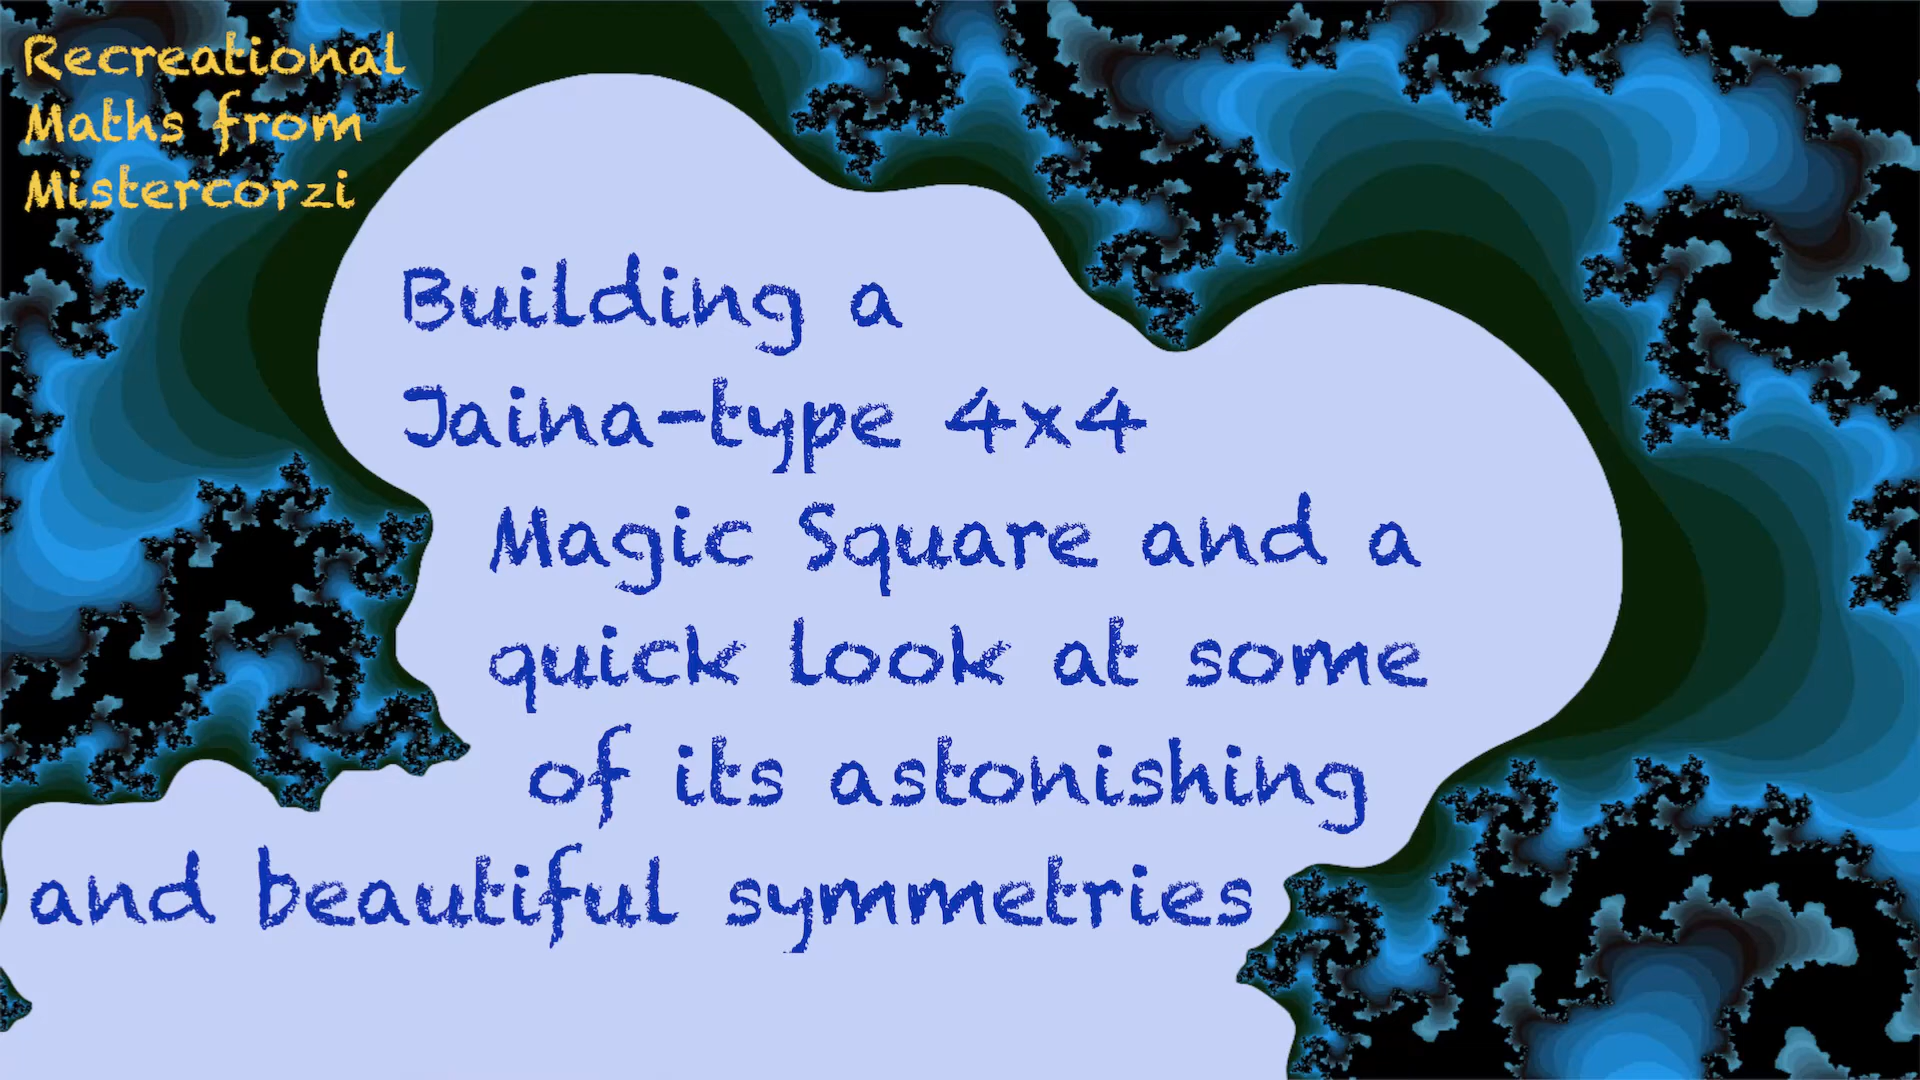 Recreational
Maths from
Mistercorzi
Building a
Jaina-type 4x4
Magic Square and a
quick look at some
of its astonishing
and beautiful symmetries